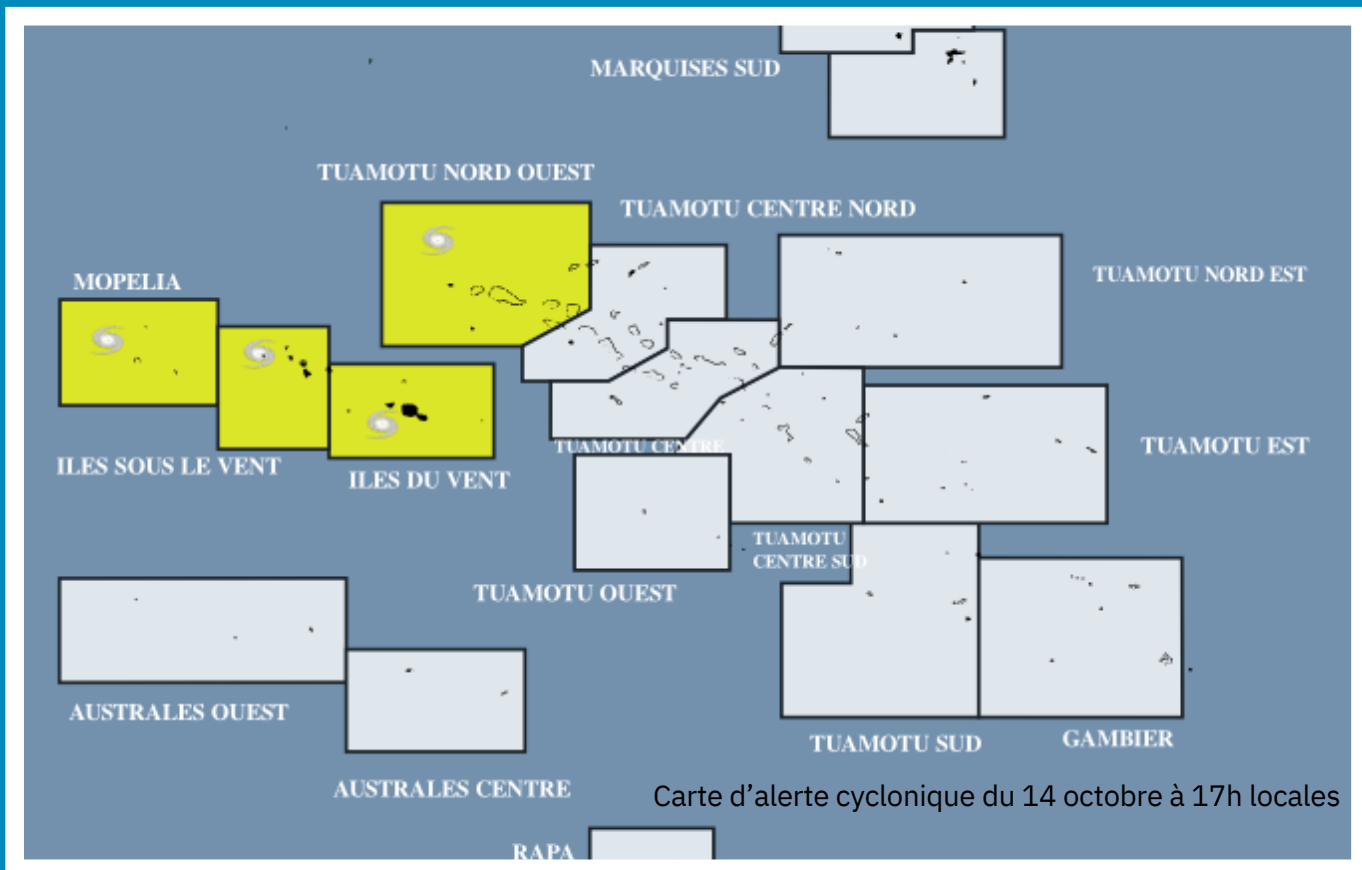 MARQUISES SUD
TUAMOTU NORD OUEST
TUAMOTU CENTRE NORD
TUAMOTU NORD EST
MOPELIA
TUAMOTU CENTRE
TUAMOTU EST
ILES SOUS LE VENT
ILES DU VENT
TUAMOTU
CENTRE SUD
TUAMOTU OUEST
AUSTRALES OUEST
TUAMOTU SUD
GAMBIER
AUSTRALES CENTRE
Carte d’alerte cyclonique du 14 octobre à 17h locales
RAPA